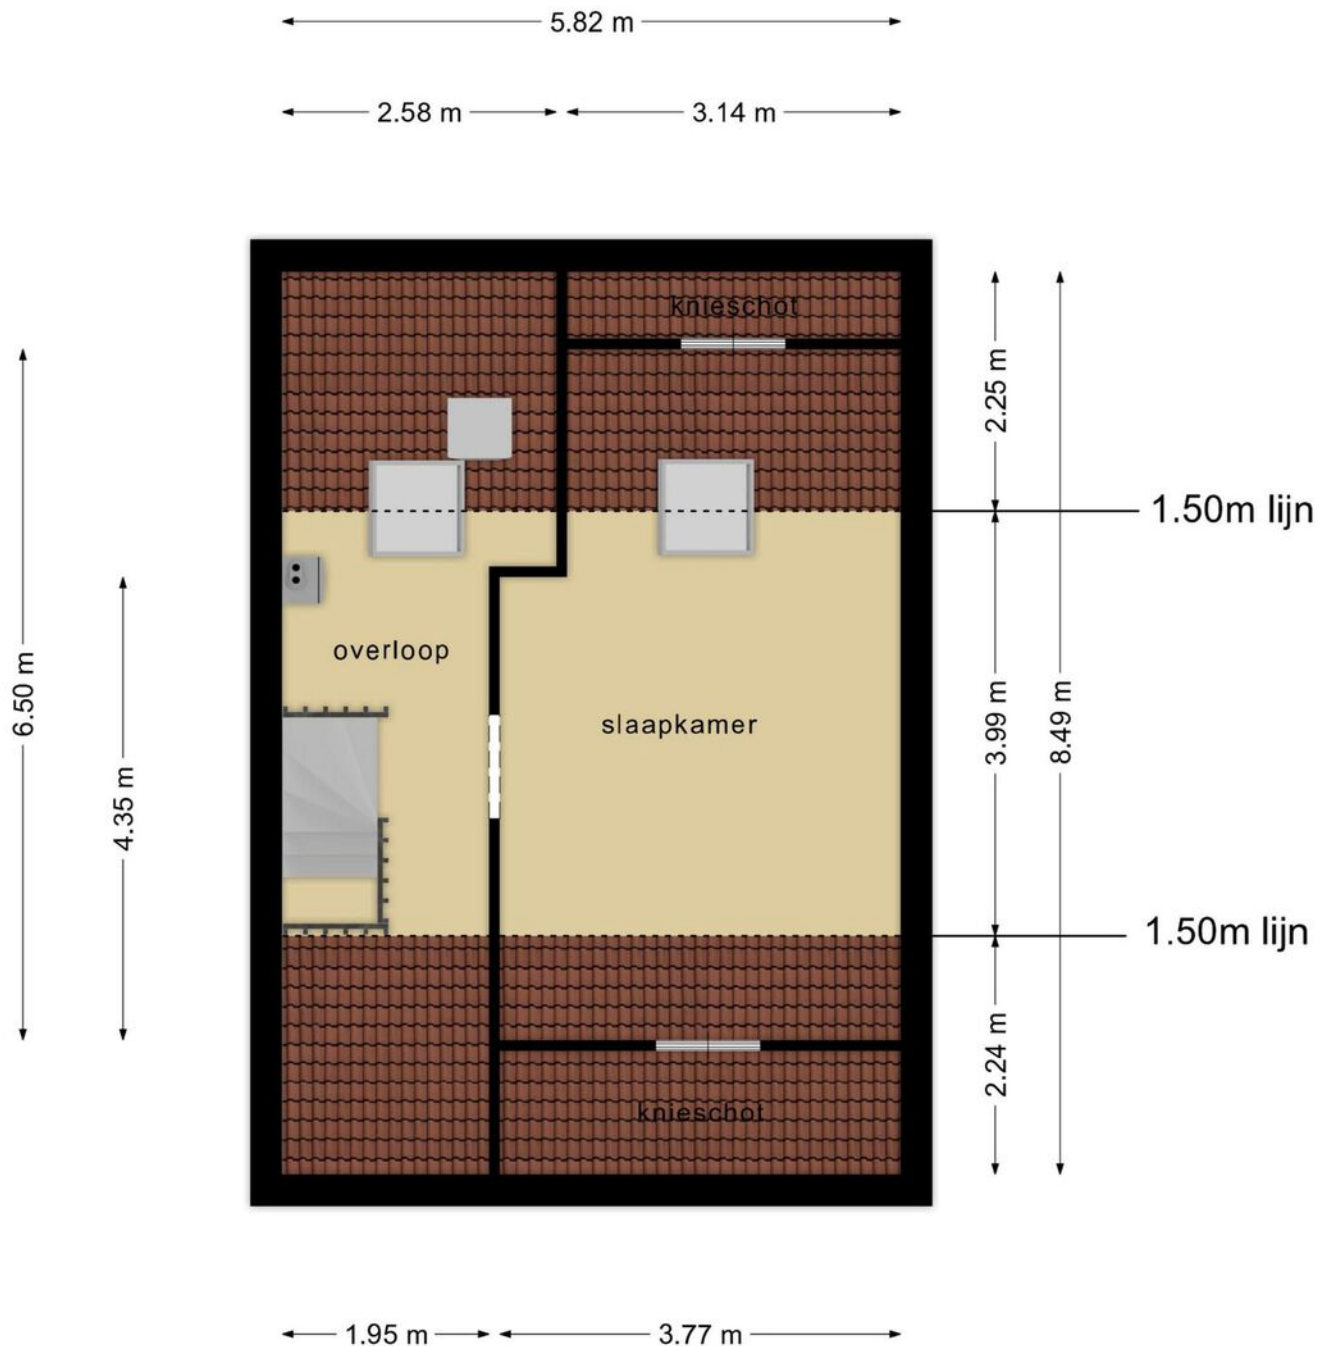 5.82 m
2.58 m
3.14 m
knieschot
2.25 m
1.50m lijn
overloop
slaapkamer
6.50 m
4.35 m
3.99 m
8.49 m
1.50m lijn
2.24 m
knieschot
1.95 m
3.77 m